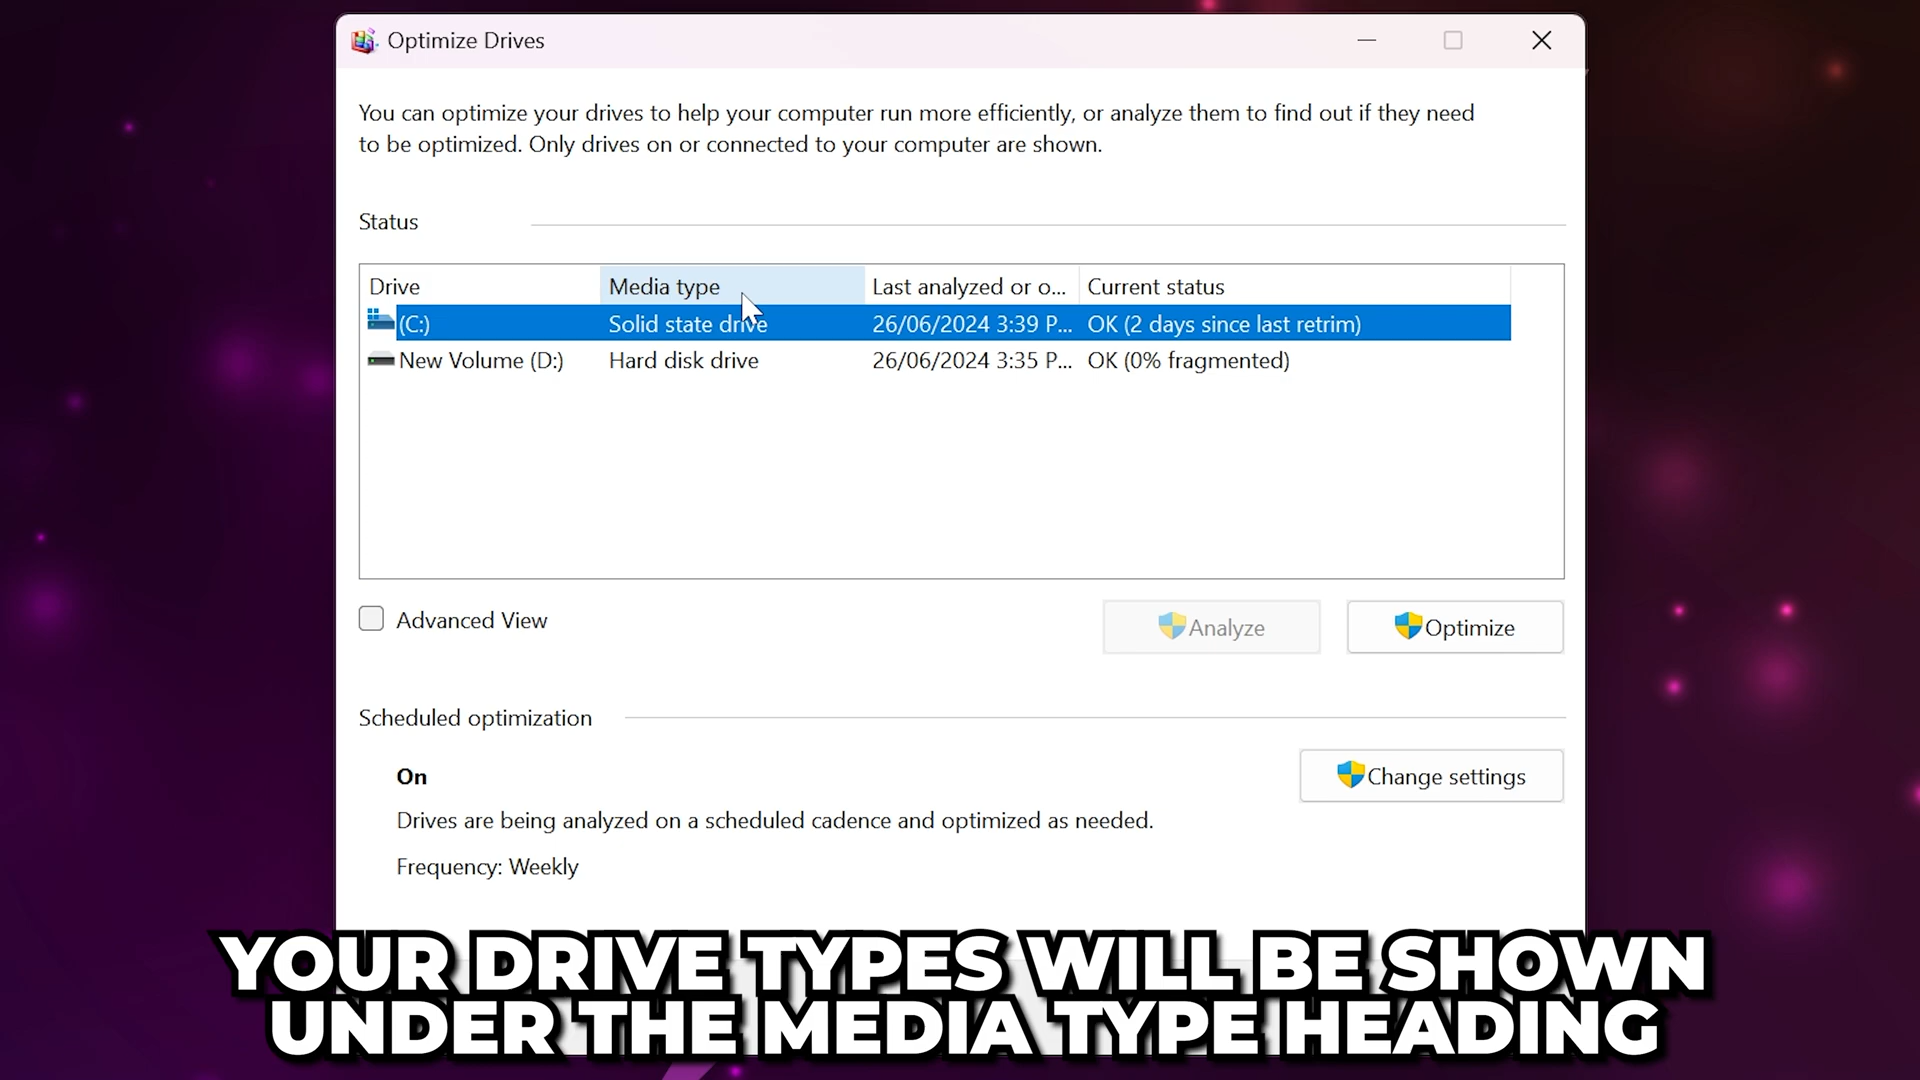 Optimize Drives
You can optimize your drives to help your computer run more efficiently, or analyze them to find out if they need
to be optimized. Only drives on or connected to your computer are shown.
Status
Drive Media type Last analyzed or o... Current status
(C:) Solid state drive 26/06/2024 3:39 P... OK (2 days since last retrim)
New Volume (D:) Hard disk drive 26/06/2024 3:35 P... OK (0% fragmented)
Advanced View Analyze Optimize
Scheduled optimization
On Change settings
Drives are being analyzed on a scheduled cadence and optimized as needed.
Frequency: Weekly
YOUR DRIVE TYPES WILL BE SHOWN
UNDER THE MEDIA TYPE HEADING